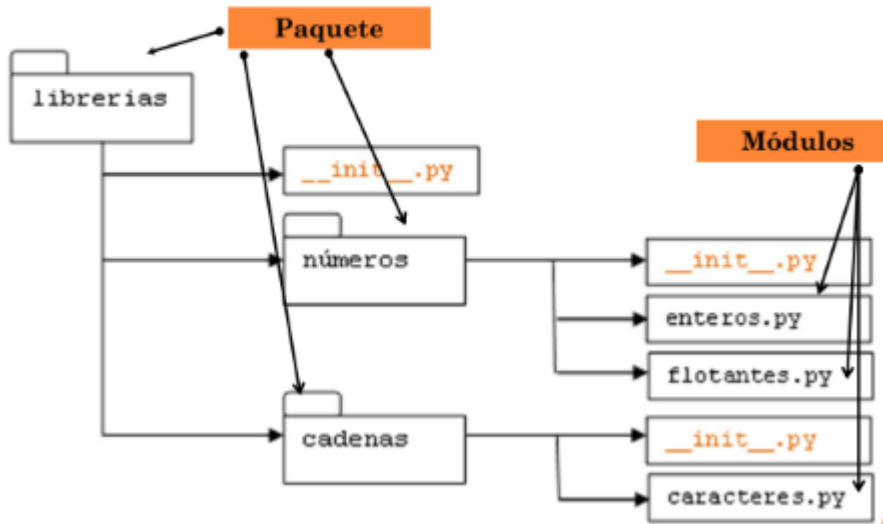 Paquete
librerias
Módulos
__init__.py
números
__init__.py
enteros.py
flotantes.py
cadenas
__init__.py
caracteres.py